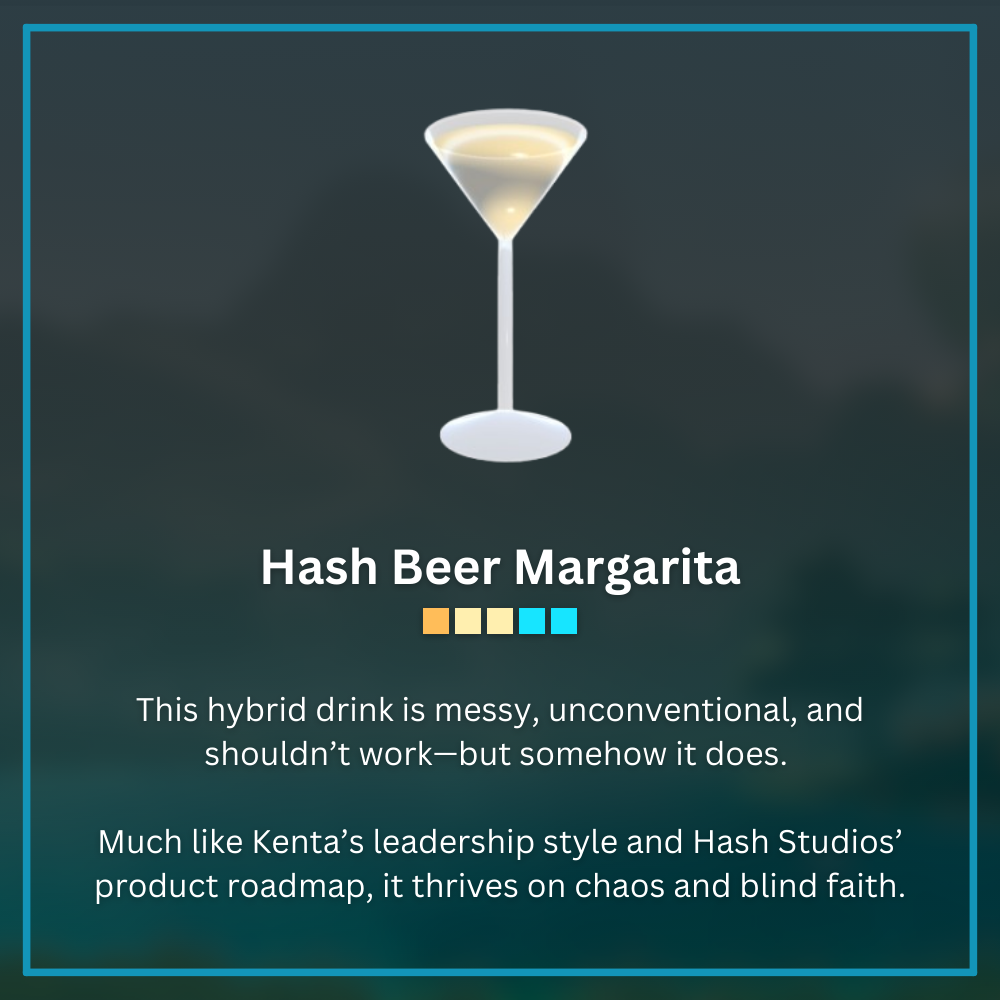 Hash Beer Margarita
This hybrid drink is messy, unconventional, and
shouldn’t work—but somehow it does.
Much like Kenta’s leadership style and Hash Studios’
product roadmap, it thrives on chaos and blind faith.